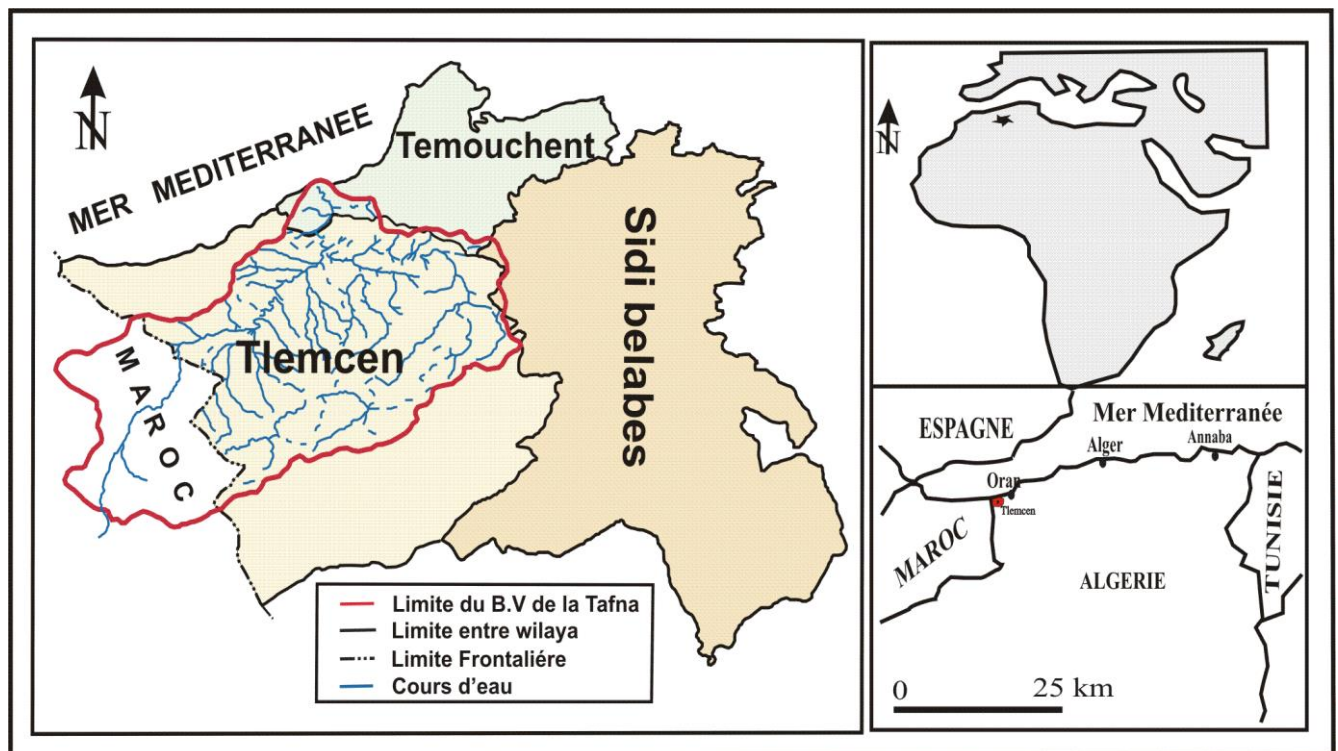 N
MER MEDITERRANEE
Temouchent
Sidi belabes
Tlemcen
MAROC
Limite du B.V de la Tafna
Limite entre wilaya
Limite Frontaliére
Cours d'eau
N
ESPAGNE
Mer Mediterranée
Alger
Annaba
Oran
Tlemcen
MAROC
ALGERIE
TUNISIE
0 25 km